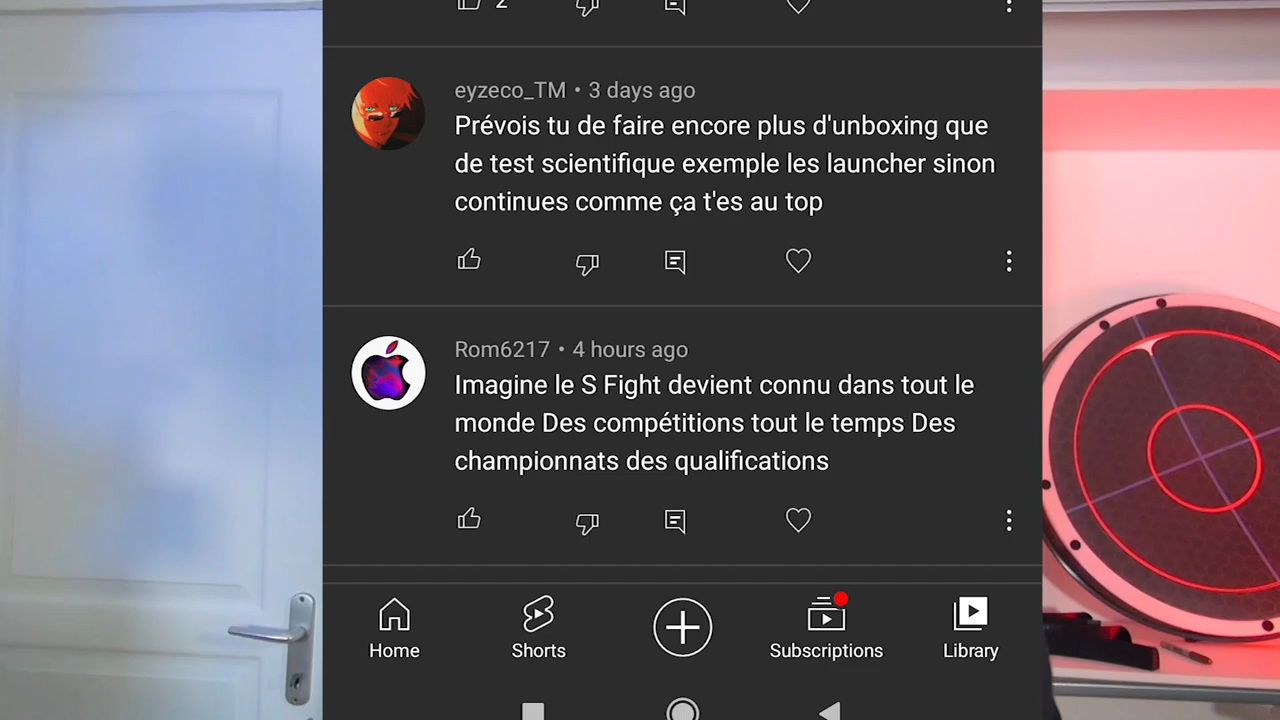 2
eyzeco_TM • 3 days ago
Prévois tu de faire encore plus d'unboxing que
de test scientifique exemple les launcher sinon
continues comme ça t'es au top
Rom6217 • 4 hours ago
Imagine le S Fight devient connu dans tout le
monde Des compétitions tout le temps Des
championnats des qualifications
Home Shorts Subscriptions Library